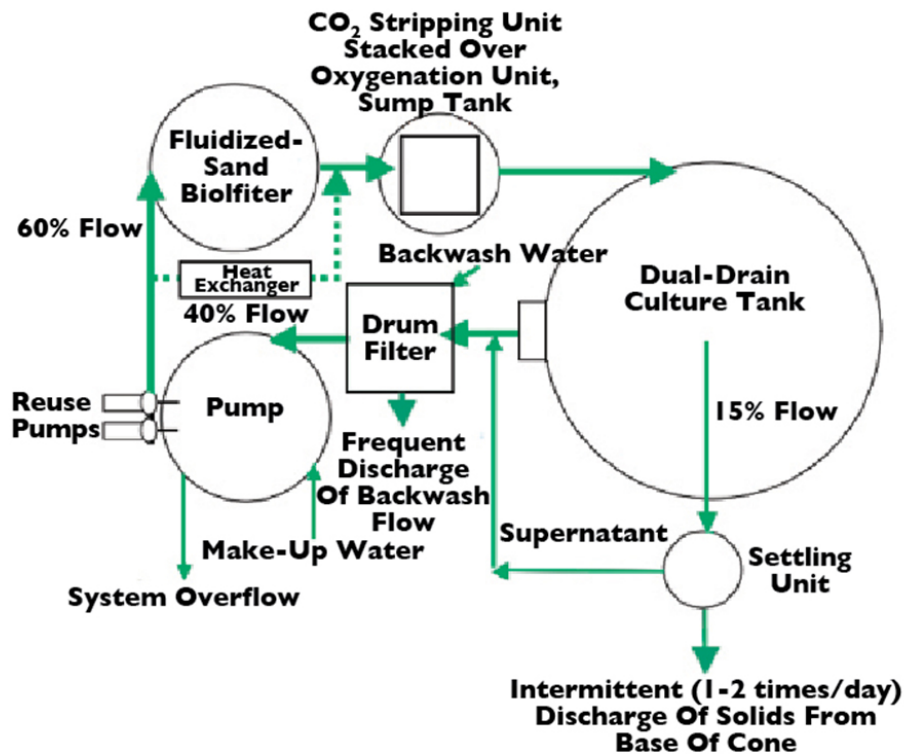 CO₂ Stripping Unit
Stacked Over
Oxygenation Unit,
Sump Tank
Fluidized-
Sand
Biolfiter
60% Flow
Heat
Exchanger
40% Flow
Backwash Water
Dual-Drain
Culture Tank
Drum
Filter
Reuse
Pumps
Pump
15% Flow
Frequent
Discharge
Of Backwash
Flow
Make-Up Water
System Overflow
Supernatant
Settling
Unit
Intermittent (1-2 times/day)
Discharge Of Solids From
Base Of Cone